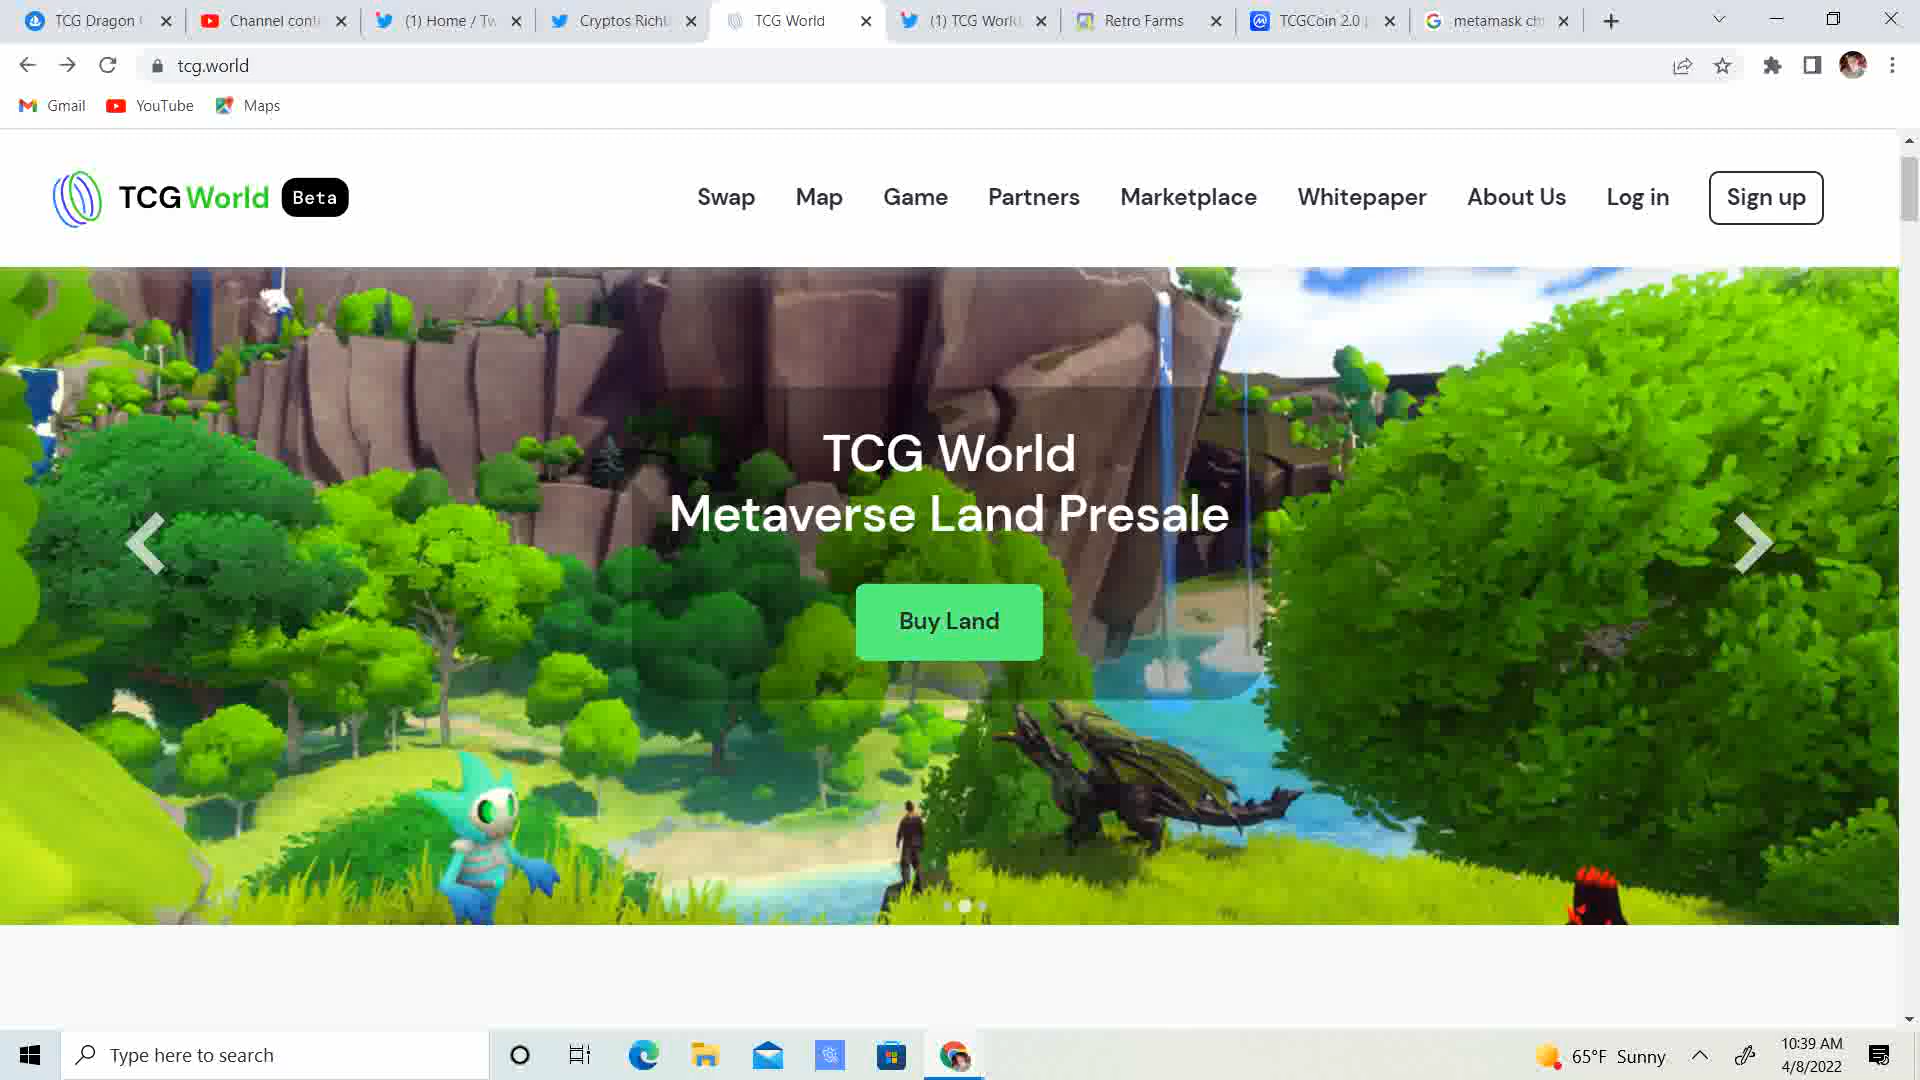 TCG Dragon
Channel cont
(1) Home / Tw
Cryptos Rich
TCG World
(1) TCG World
Retro Farms
TCGCoin 2.0
metamask ch
tcg.world
Gmail
YouTube
Maps
TCG World
Beta
Swap
Map
Game
Partners
Marketplace
Whitepaper
About Us
Log in
Sign up
TCG World
Metaverse Land Presale
Buy Land
Type here to search
65°F Sunny
10:39 AM
4/8/2022